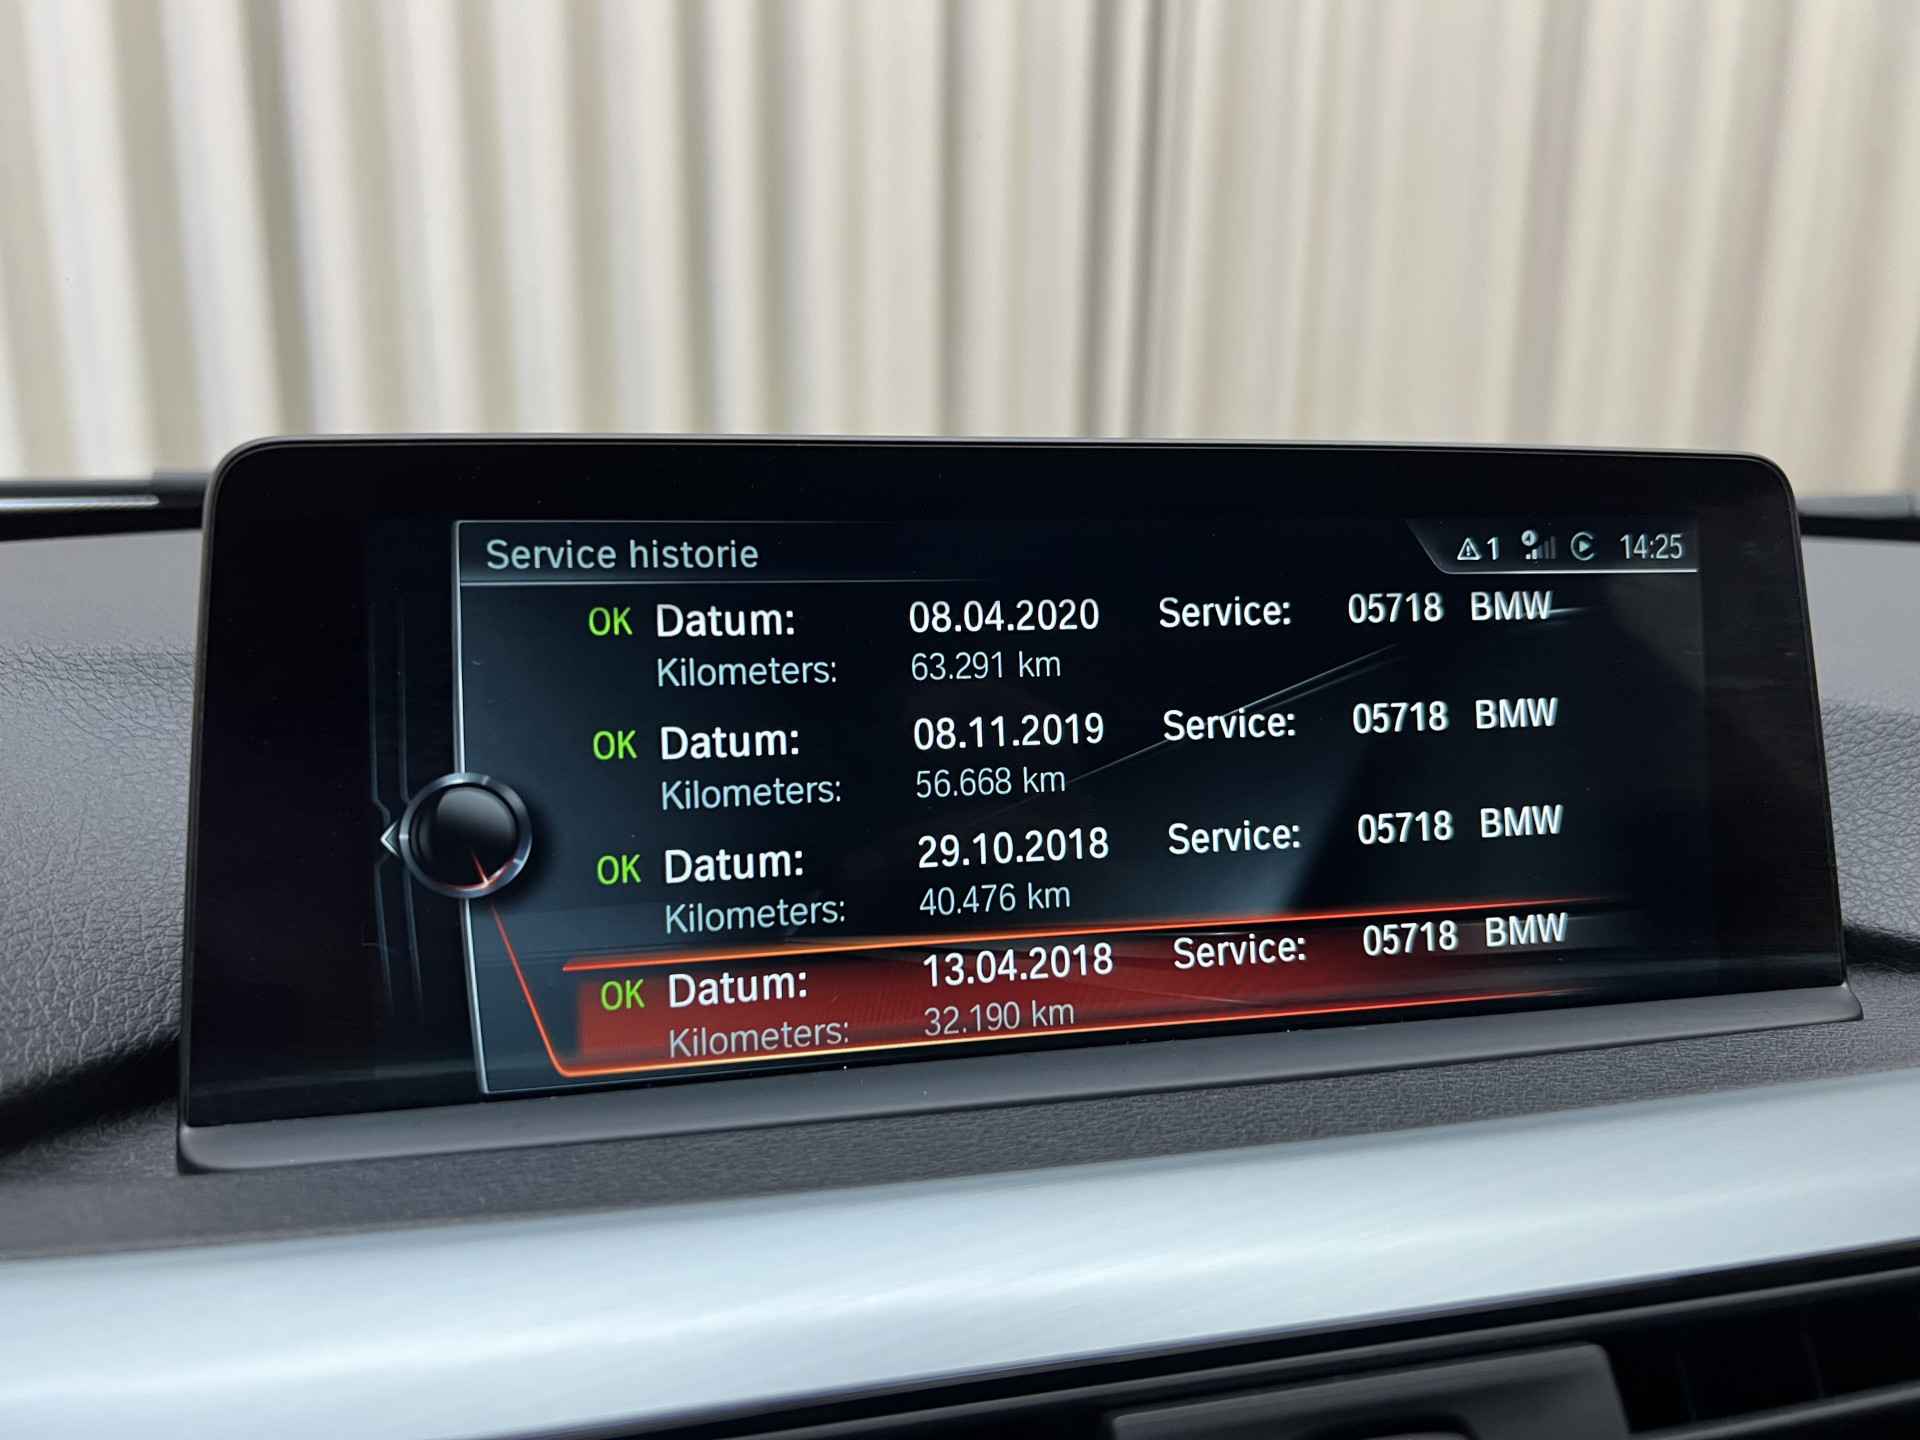 Service historie 1 14:25
OK Datum: 08.04.2020 Service: 05718 BMW
Kilometers: 63.291 km
OK Datum: 08.11.2019 Service: 05718 BMW
Kilometers: 56.668 km
OK Datum: 29.10.2018 Service: 05718 BMW
Kilometers: 40.476 km
OK Datum: 13.04.2018 Service: 05718 BMW
Kilometers: 32.190 km